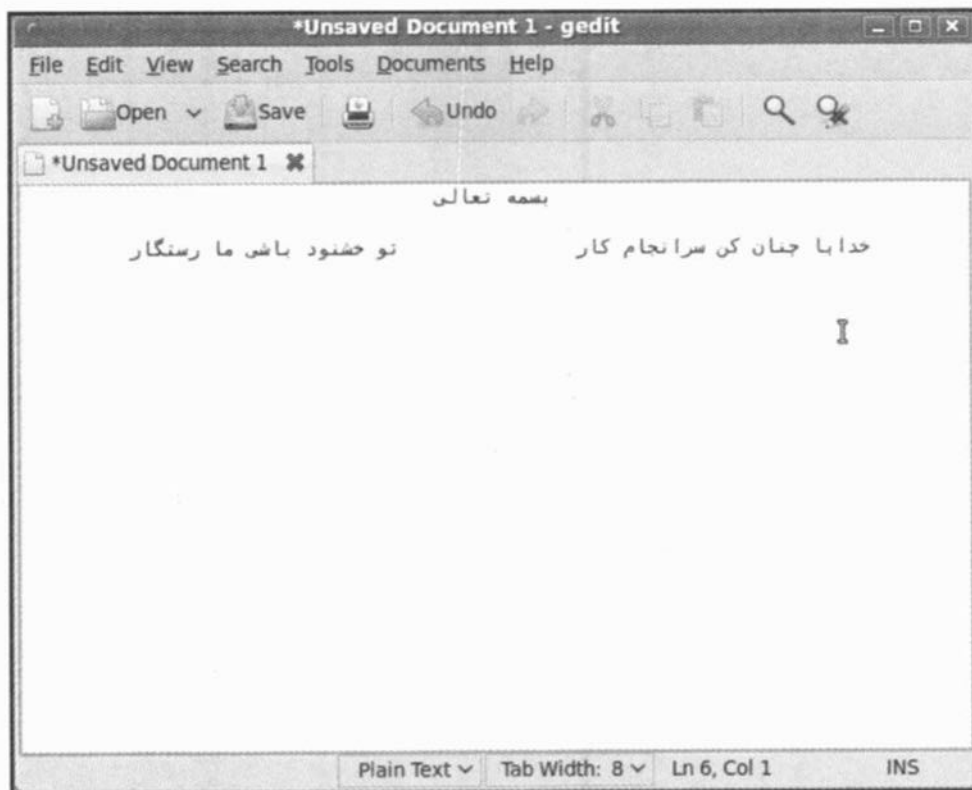 *Unsaved Document 1 - gedit
File Edit View Search Tools Documents Help
Open Save Undo
*Unsaved Document 1
بسمه تعالی
خدایا چنان کن سرانجام کار تو خشنود باشی ما رستگار
Plain Text Tab Width: 8 Ln 6, Col 1 INS